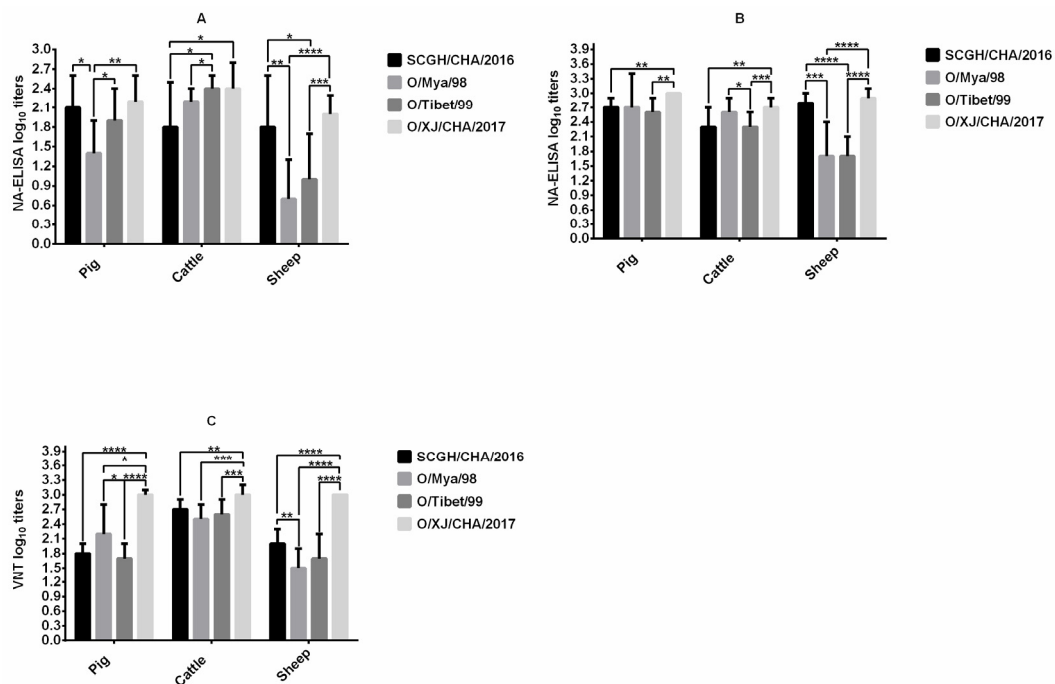 A
NA-ELISA log10 titers
3.0
2.7
2.4
2.1
1.8
1.5
1.2
0.9
0.6
0.3
0.0
* ** * * * * * ** * **** ***
Pig Cattle Sheep
SCGH/CHA/2016
O/Mya/98
O/Tibet/99
O/XJ/CHA/2017
B
NA-ELISA log10 titers
3.9
3.6
3.3
3.0
2.7
2.4
2.1
1.8
1.5
1.2
0.9
0.6
0.3
0.0
** ** ** * *** **** **** *** ****
Pig Cattle Sheep
SCGH/CHA/2016
O/Mya/98
O/Tibet/99
O/XJ/CHA/2017
C
VNT log10 titers
3.9
3.6
3.3
3.0
2.7
2.4
2.1
1.8
1.5
1.2
0.9
0.6
0.3
0.0
**** * * **** ** *** *** **** **** **** **
Pig Cattle Sheep
SCGH/CHA/2016
O/Mya/98
O/Tibet/99
O/XJ/CHA/2017